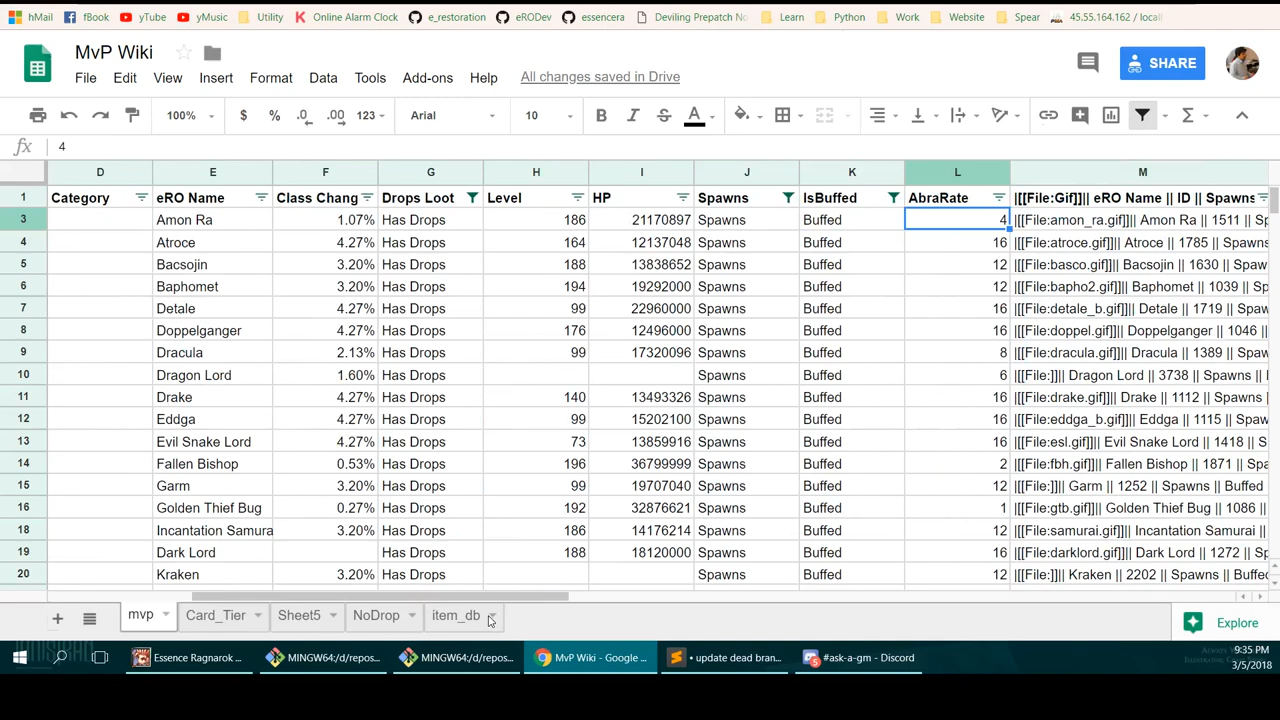 hMail fBook yTube yMusic Utility Online Alarm Clock e_restoration eRODev essencera Deviling Prepatch No Learn Python Work Website Spear 45.55.164.162 / local
MvP Wiki
SHARE
File Edit View Insert Format Data Tools Add-ons Help All changes saved in Drive
100% $ % .0 .00 123 Arial 10 B I S A Σ
fx 4
D E F G H I J K L M
1 Category eRO Name Class Chang Drops Loot Level HP Spawns IsBuffed AbraRate |[[File:Gif]]|| eRO Name || ID || Spawns
3 Amon Ra 1.07% Has Drops 186 21170897 Spawns Buffed 4 |[[File:amon_ra.gif]]|| Amon Ra || 1511 || Sp
4 Atroce 4.27% Has Drops 164 12137048 Spawns Buffed 16 |[[File:atroce.gif]]|| Atroce || 1785 || Spawn
5 Bacsojin 3.20% Has Drops 188 13838652 Spawns Buffed 12 |[[File:basco.gif]]|| Bacsojin || 1630 || Spaw
6 Baphomet 3.20% Has Drops 194 19292000 Spawns Buffed 12 |[[File:bapho2.gif]]|| Baphomet || 1039 || Sp
7 Detale 4.27% Has Drops 99 22960000 Spawns Buffed 16 |[[File:detale_b.gif]]|| Detale || 1719 || Spaw
8 Doppelganger 4.27% Has Drops 176 12496000 Spawns Buffed 16 |[[File:doppel.gif]]|| Doppelganger || 1046 |
9 Dracula 2.13% Has Drops 99 17320096 Spawns Buffed 8 |[[File:dracula.gif]]|| Dracula || 1389 || Spaw
10 Dragon Lord 1.60% Has Drops Spawns Buffed 6 |[[File:]]|| Dragon Lord || 3738 || Spawns || B
11 Drake 4.27% Has Drops 140 13493326 Spawns Buffed 16 |[[File:drake.gif]]|| Drake || 1112 || Spawns
12 Eddga 4.27% Has Drops 99 15202100 Spawns Buffed 16 |[[File:eddga_b.gif]]|| Eddga || 1115 || Spaw
13 Evil Snake Lord 4.27% Has Drops 73 13859916 Spawns Buffed 16 |[[File:esl.gif]]|| Evil Snake Lord || 1418 || S
14 Fallen Bishop 0.53% Has Drops 196 36799999 Spawns Buffed 2 |[[File:fbh.gif]]|| Fallen Bishop || 1871 || Sp
15 Garm 3.20% Has Drops 99 19707040 Spawns Buffed 12 |[[File:]]|| Garm || 1252 || Spawns || Buffed
16 Golden Thief Bug 0.27% Has Drops 192 32876621 Spawns Buffed 1 |[[File:gtb.gif]]|| Golden Thief Bug || 1086 |
18 Incantation Samura 3.20% Has Drops 186 14176214 Spawns Buffed 12 |[[File:samurai.gif]]|| Incantation Samurai |
19 Dark Lord Has Drops 188 18120000 Spawns Buffed 16 |[[File:darklord.gif]]|| Dark Lord || 1272 || Sp
20 Kraken 3.20% Has Drops Spawns Buffed 12 |[[File:]]|| Kraken || 2202 || Spawns || Buffe
mvp Card_Tier Sheet5 NoDrop item_db Explore
Essence Ragnarok ... MINGW64:/d/repos... MINGW64:/d/repos... MvP Wiki - Google ... • update dead bran... 5 #ask-a-gm - Discord
9:35 PM
3/5/2018